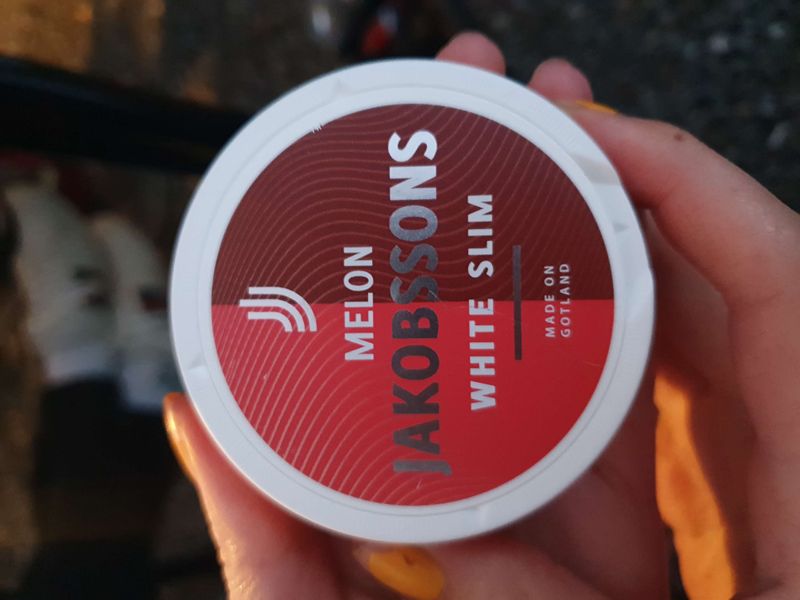 MELON
JAKOBSSONS
WHITE SLIM
MADE ON
GOTLAND